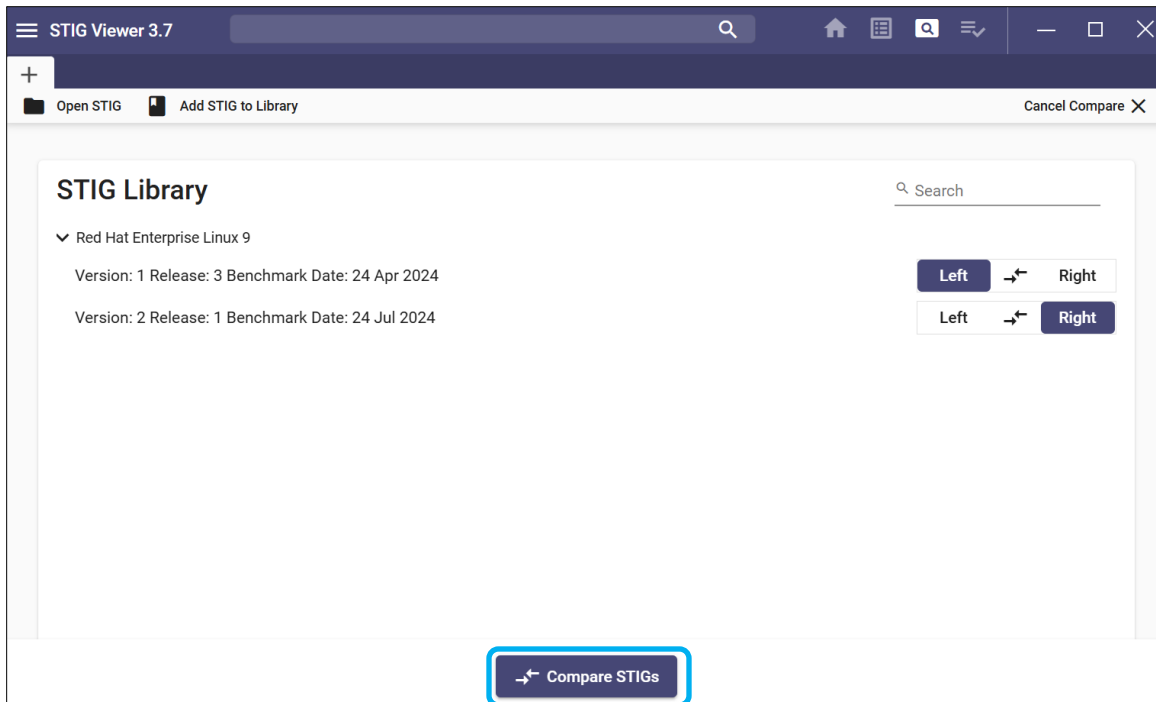 STIG Viewer 3.7
Open STIG Add STIG to Library Cancel Compare
STIG Library
Search
Red Hat Enterprise Linux 9
Version: 1 Release: 3 Benchmark Date: 24 Apr 2024 Left Right
Version: 2 Release: 1 Benchmark Date: 24 Jul 2024 Left Right
Compare STIGs